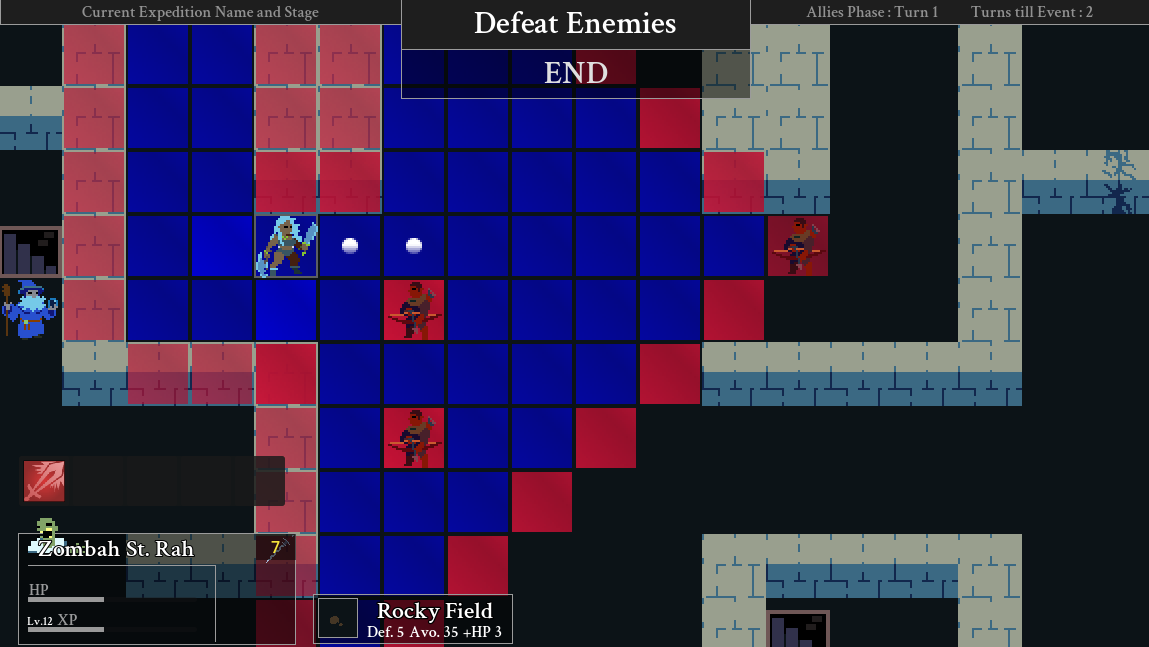 Current Expedition Name and Stage
Defeat Enemies
Allies Phase : Turn 1
Turns till Event : 2
END
Zombah St. Rah
7
HP
Lv.12 XP
Rocky Field
Def. 5 Avo. 35 +HP 3